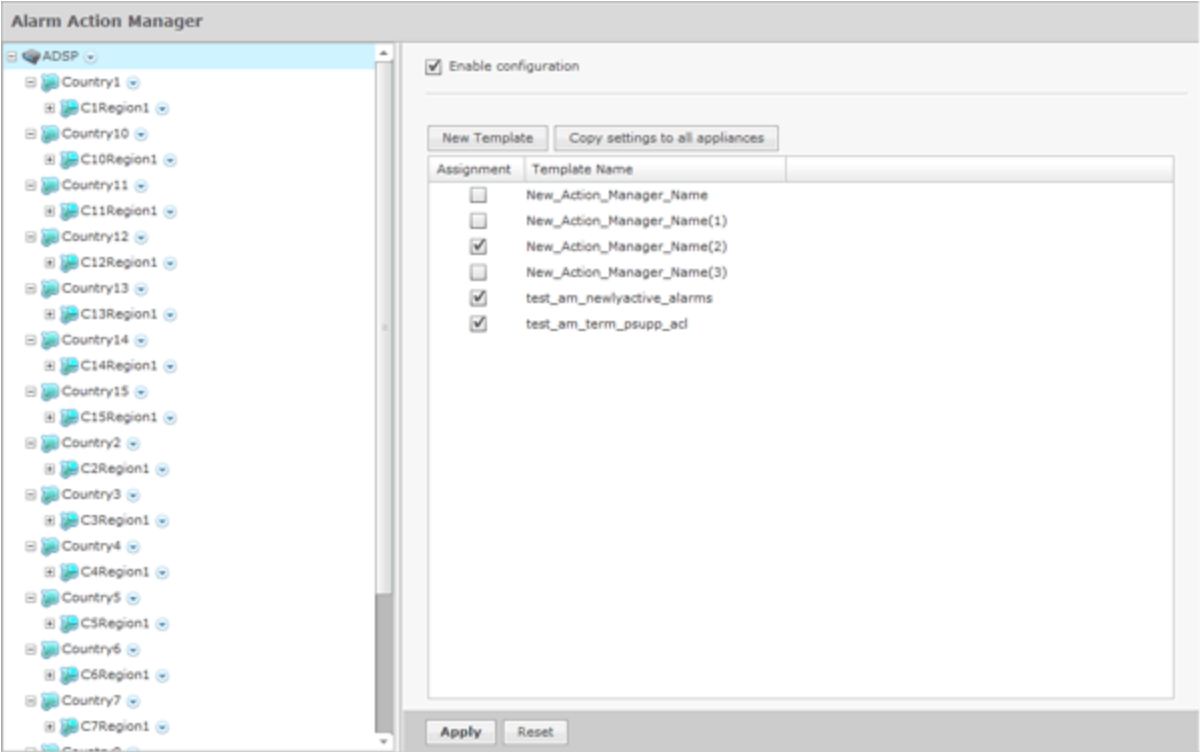 Alarm Action Manager
ADSP
Country1
C1Region1
Country10
C10Region1
Country11
C11Region1
Country12
C12Region1
Country13
C13Region1
Country14
C14Region1
Country15
C15Region1
Country2
C2Region1
Country3
C3Region1
Country4
C4Region1
Country5
C5Region1
Country6
C6Region1
Country7
C7Region1
Enable configuration
New Template Copy settings to all appliances
Assignment Template Name
New_Action_Manager_Name
New_Action_Manager_Name(1)
New_Action_Manager_Name(2)
New_Action_Manager_Name(3)
test_am_newlyactive_alarms
test_am_term_psupp_acl
Apply Reset